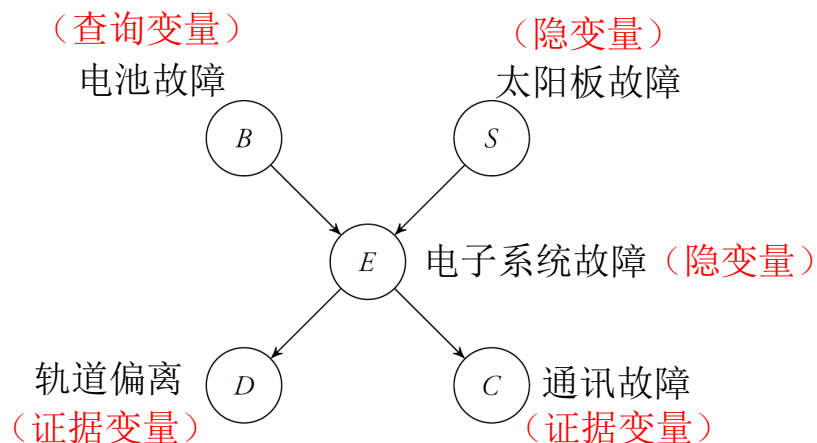 （查询变量）
电池故障
（隐变量）
太阳板故障
B
S
E
电子系统故障（隐变量）
轨道偏离
（证据变量）
D
C
通讯故障
（证据变量）